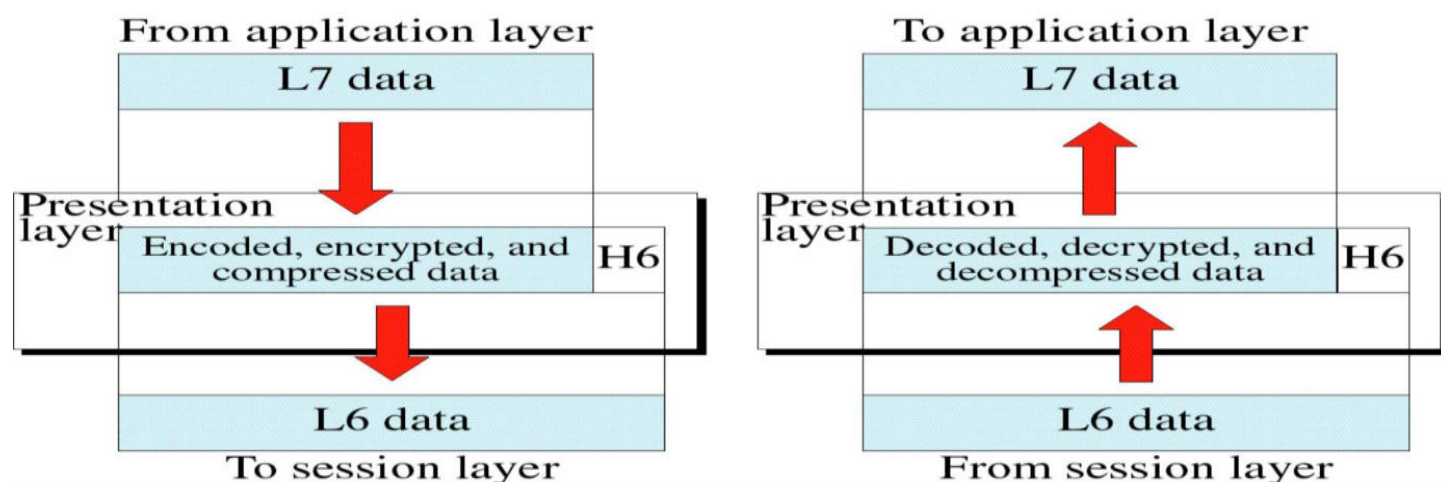 From application layer
L7 data
Presentation
layer
Encoded, encrypted, and
compressed data
H6
L6 data
To session layer
To application layer
L7 data
Presentation
layer
Decoded, decrypted, and
decompressed data
H6
L6 data
From session layer